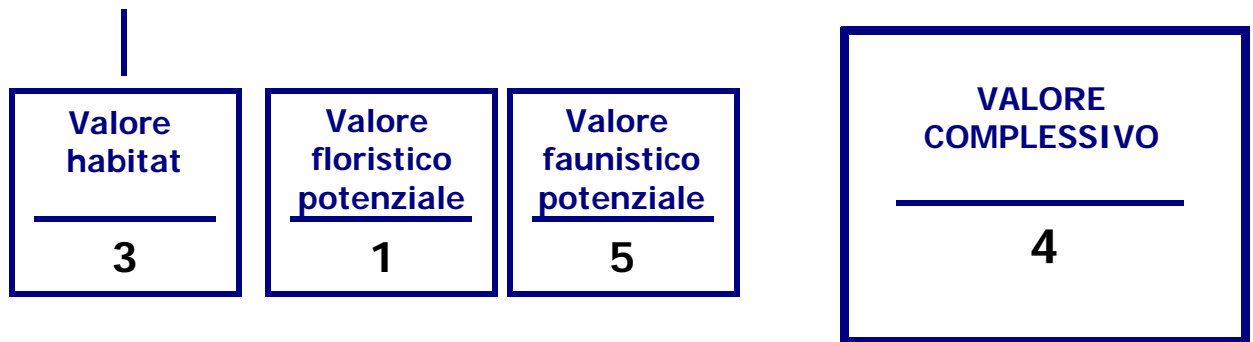 Valore
habitat
3
Valore
floristico
potenziale
1
Valore
faunistico
potenziale
5
VALORE
COMPLESSIVO
4